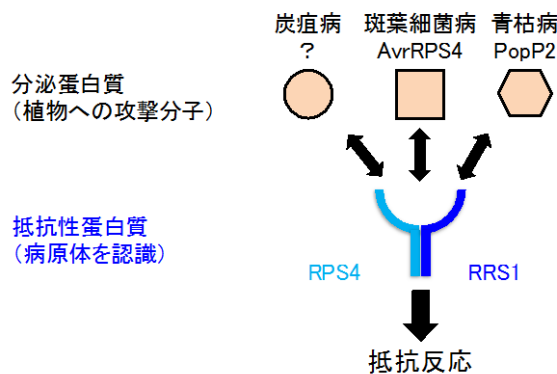 炭疽病 斑葉細菌病 青枯病
? AvrRPS4 PopP2
分泌蛋白質
（植物への攻撃分子）
抵抗性蛋白質
（病原体を認識）
RPS4 RRS1
抵抗反応